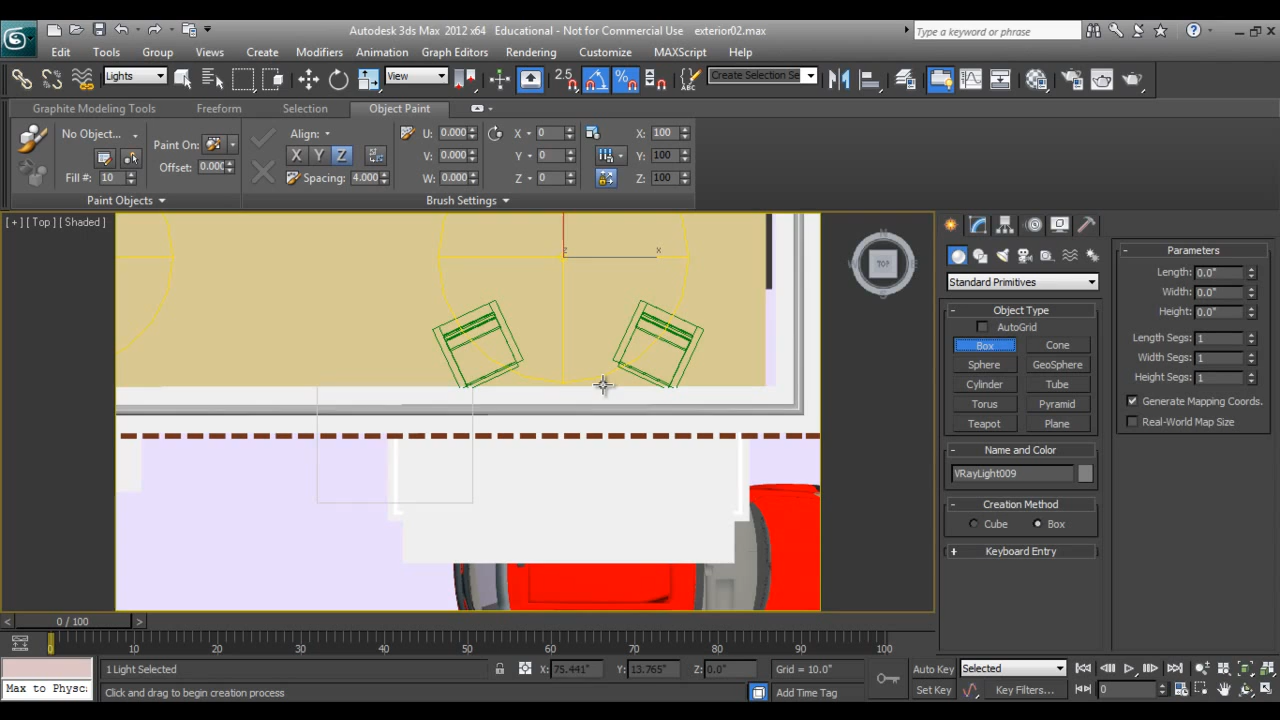 Autodesk 3ds Max 2012 x64 Educational - Not for Commercial Use exterior02.max
Type a keyword or phrase
Edit Tools Group Views Create Modifiers Animation Graph Editors Rendering Customize MAXScript Help
Lights View 2.5 Create Selection Se
Graphite Modeling Tools Freeform Selection Object Paint
No Object... Paint On: Align: U: 0.000 X 0 X: 100
X Y Z V: 0.000 Y 0 Y: 100
Offset: 0.000
Fill #: 10 Spacing: 4.000 W: 0.000 Z 0 Z: 100
Paint Objects Brush Settings
[ + ] [ Top ] [ Shaded ]
z x
TOP
Standard Primitives
Object Type
AutoGrid
Box Cone
Sphere GeoSphere
Cylinder Tube
Torus Pyramid
Teapot Plane
Name and Color
VRayLight009
Creation Method
Cube Box
Keyboard Entry
Parameters
Length: 0.0"
Width: 0.0"
Height: 0.0"
Length Segs: 1
Width Segs: 1
Height Segs: 1
Generate Mapping Coords.
Real-World Map Size
< 0 / 100 >
0 10 20 30 40 50 60 70 80 90 100
1 Light Selected X: 75.441" Y: 13.765" Z: 0.0" Grid = 10.0" Auto Key Selected
Max to Physc Click and drag to begin creation process Add Time Tag Set Key Key Filters... 0